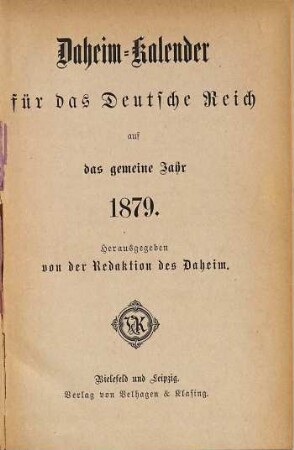 Daheim-Kalender
für das Deutsche Reich
auf
das gemeine Jahr
1879.
Herausgegeben
von der Redaktion des Daheim.
VK
Bielefeld und Leipzig.
Verlag von Velhagen & Klasing.